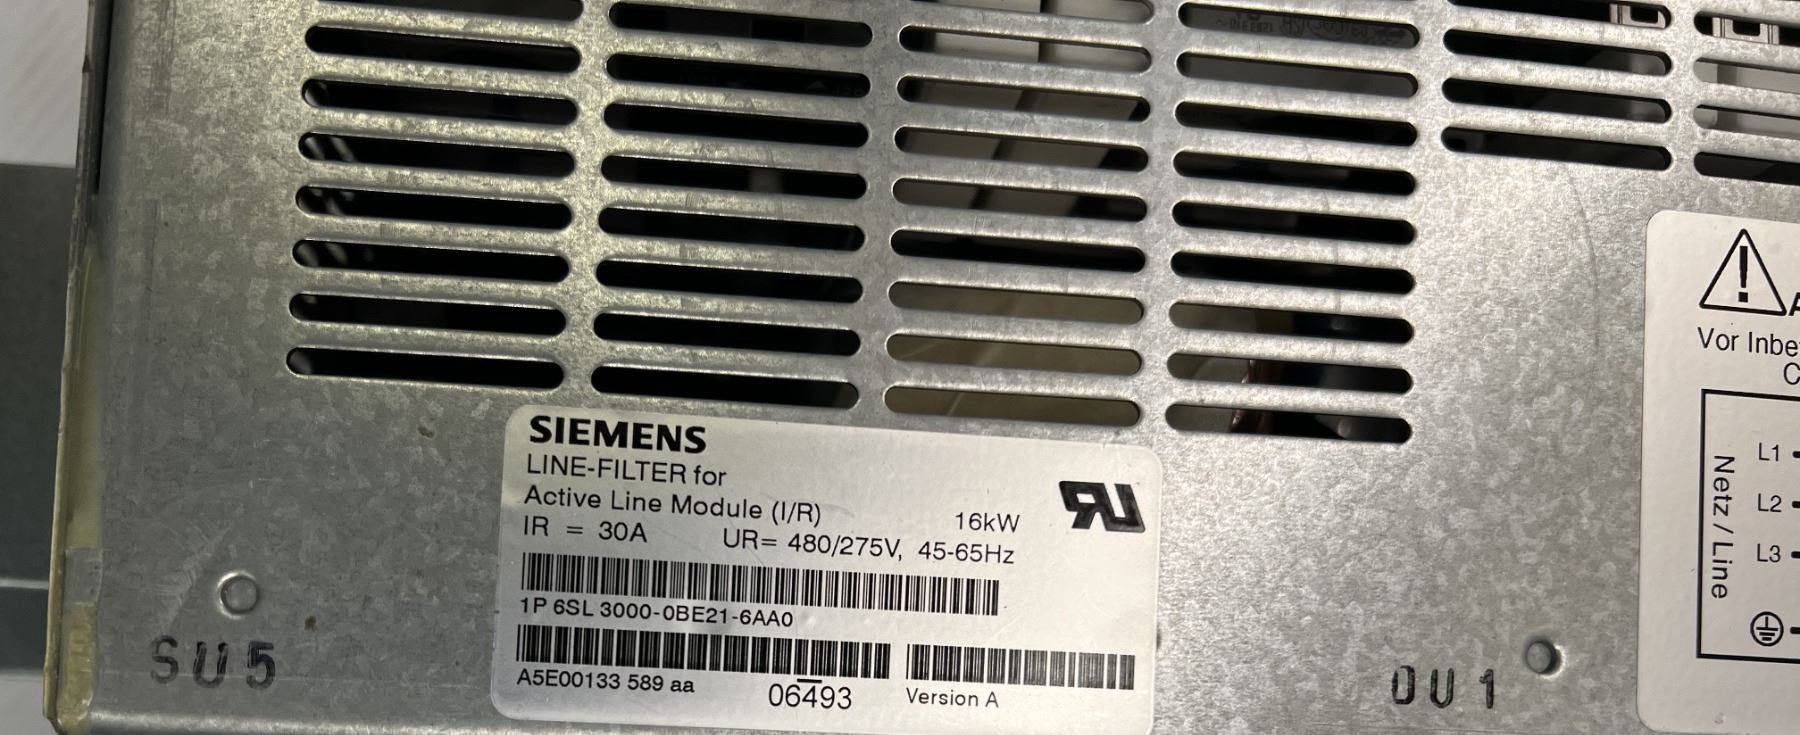 SIEMENS
LINE-FILTER for
Active Line Module (I/R) 16kW
IR = 30A UR= 480/275V, 45-65Hz
1P 6SL 3000-0BE21-6AA0
A5E00133 589 aa 06493 Version A
SU5
OU1
Vor Inbe
C
Netz / Line
L1
L2
L3